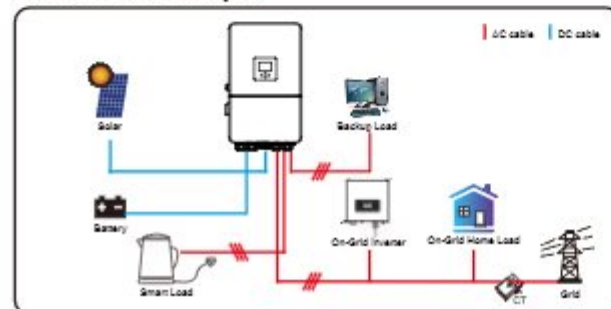 AC cable
DC cable
Solar
Backup Load
Battery
On-Grid Inverter
On-Grid Home Load
Smart Load
CT
Grid